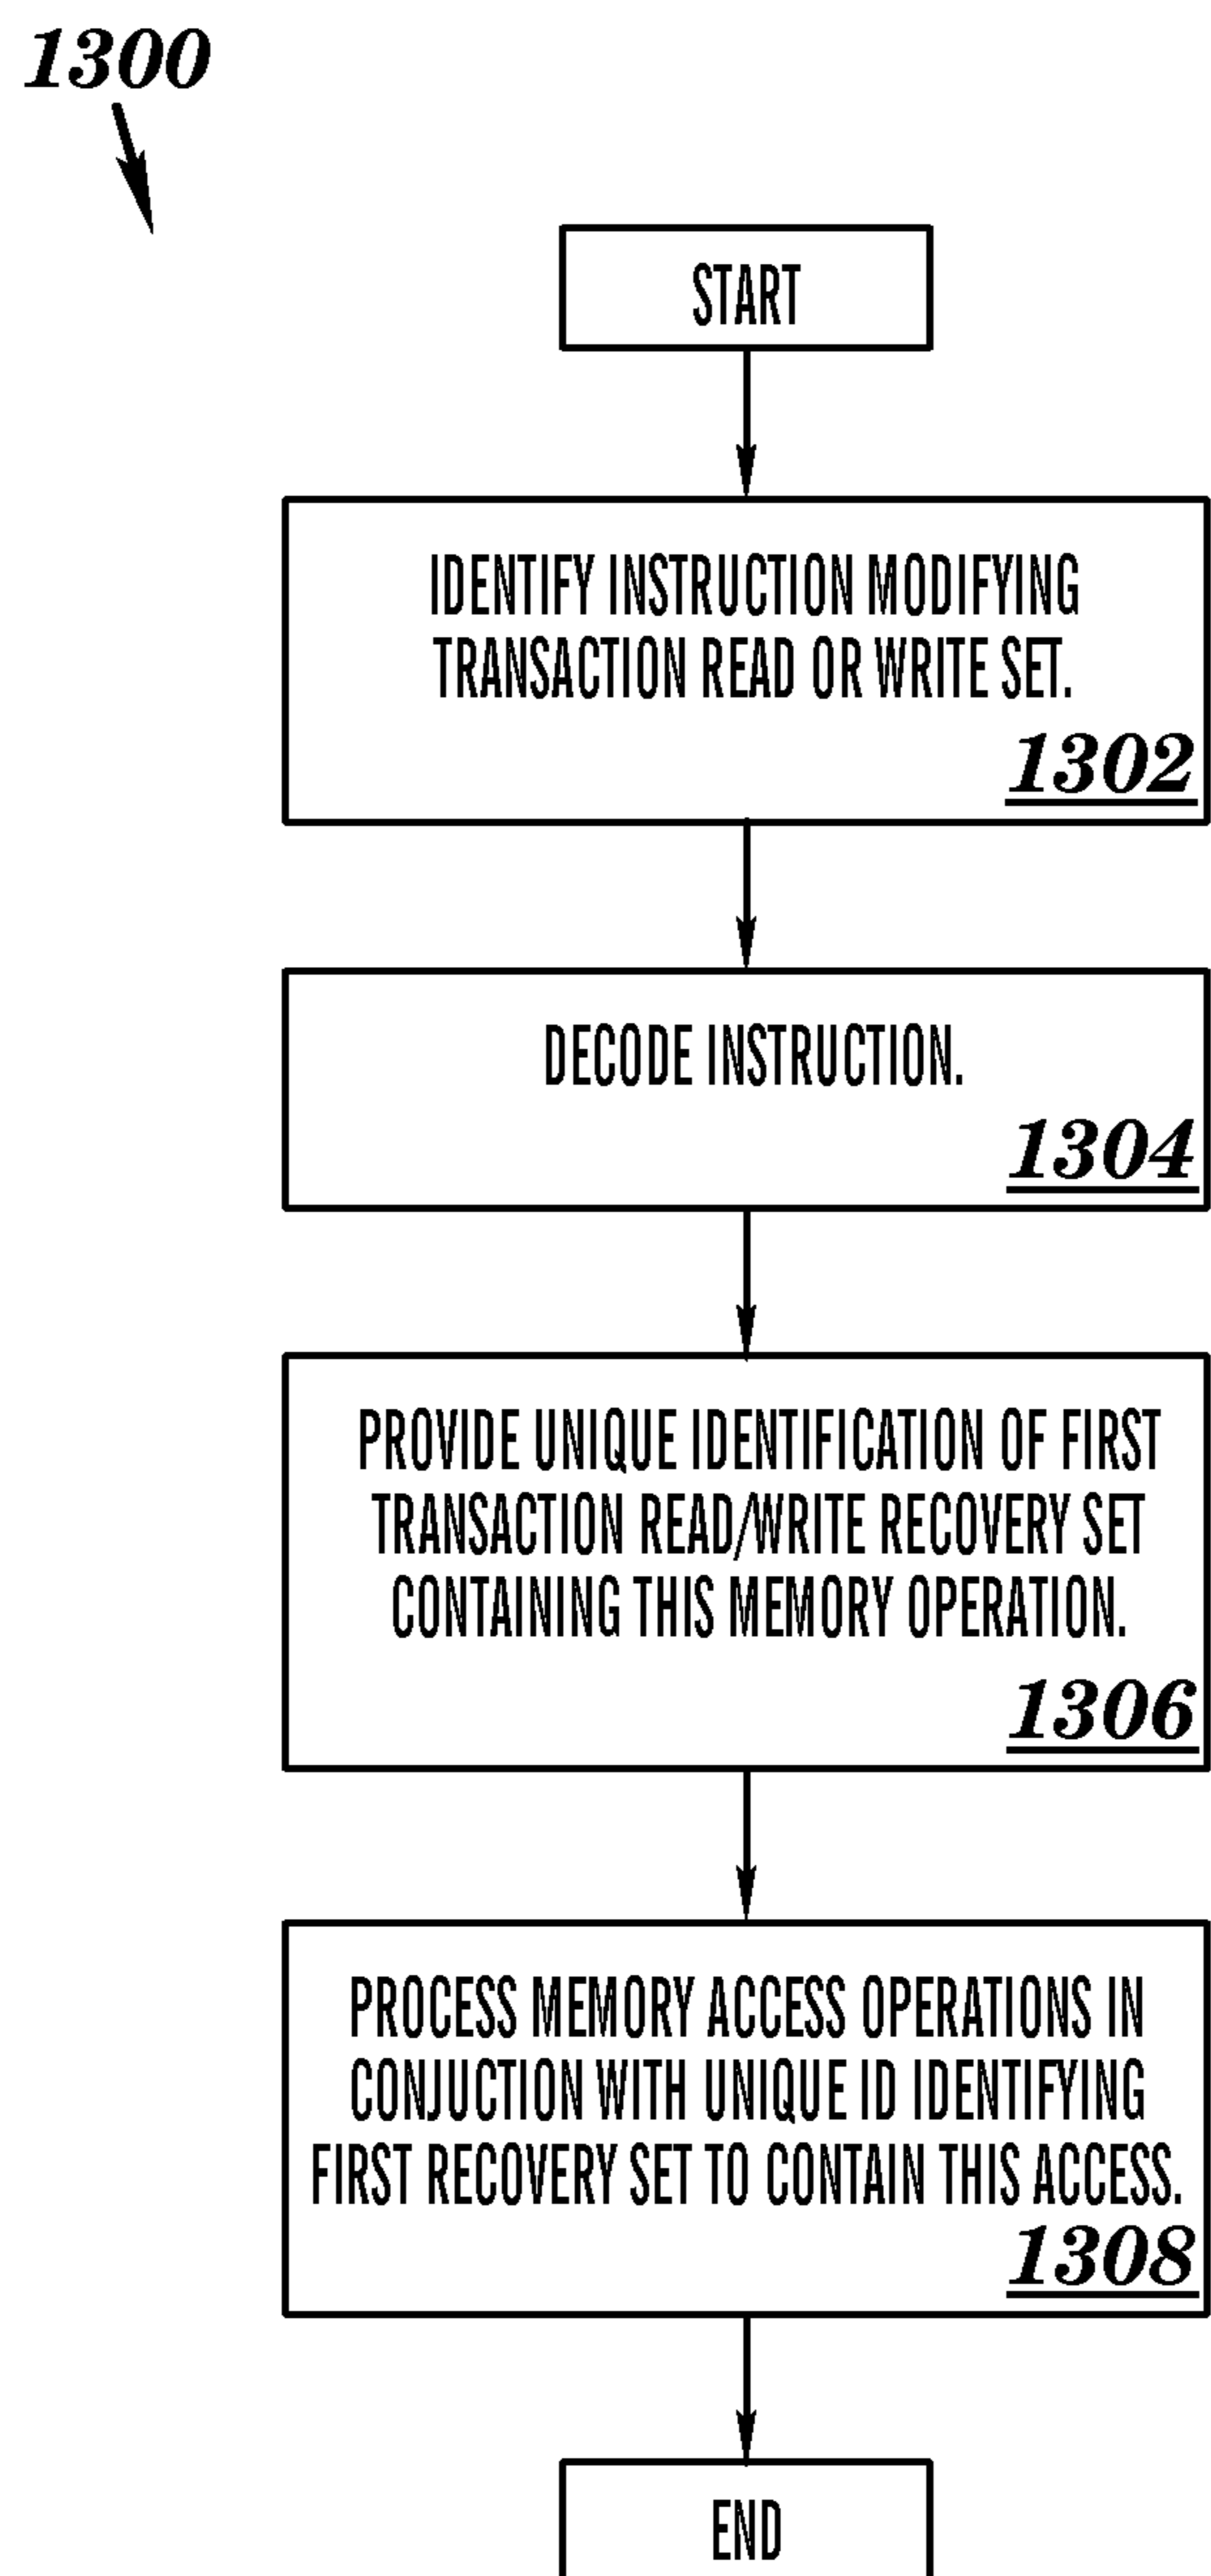 1300
START
IDENTIFY INSTRUCTION MODIFYING
TRANSACTION READ OR WRITE SET.
1302
DECODE INSTRUCTION.
1304
PROVIDE UNIQUE IDENTIFICATION OF FIRST
TRANSACTION READ/WRITE RECOVERY SET
CONTAINING THIS MEMORY OPERATION.
1306
PROCESS MEMORY ACCESS OPERATIONS IN
CONJUCTION WITH UNIQUE ID IDENTIFYING
FIRST RECOVERY SET TO CONTAIN THIS ACCESS.
1308
END